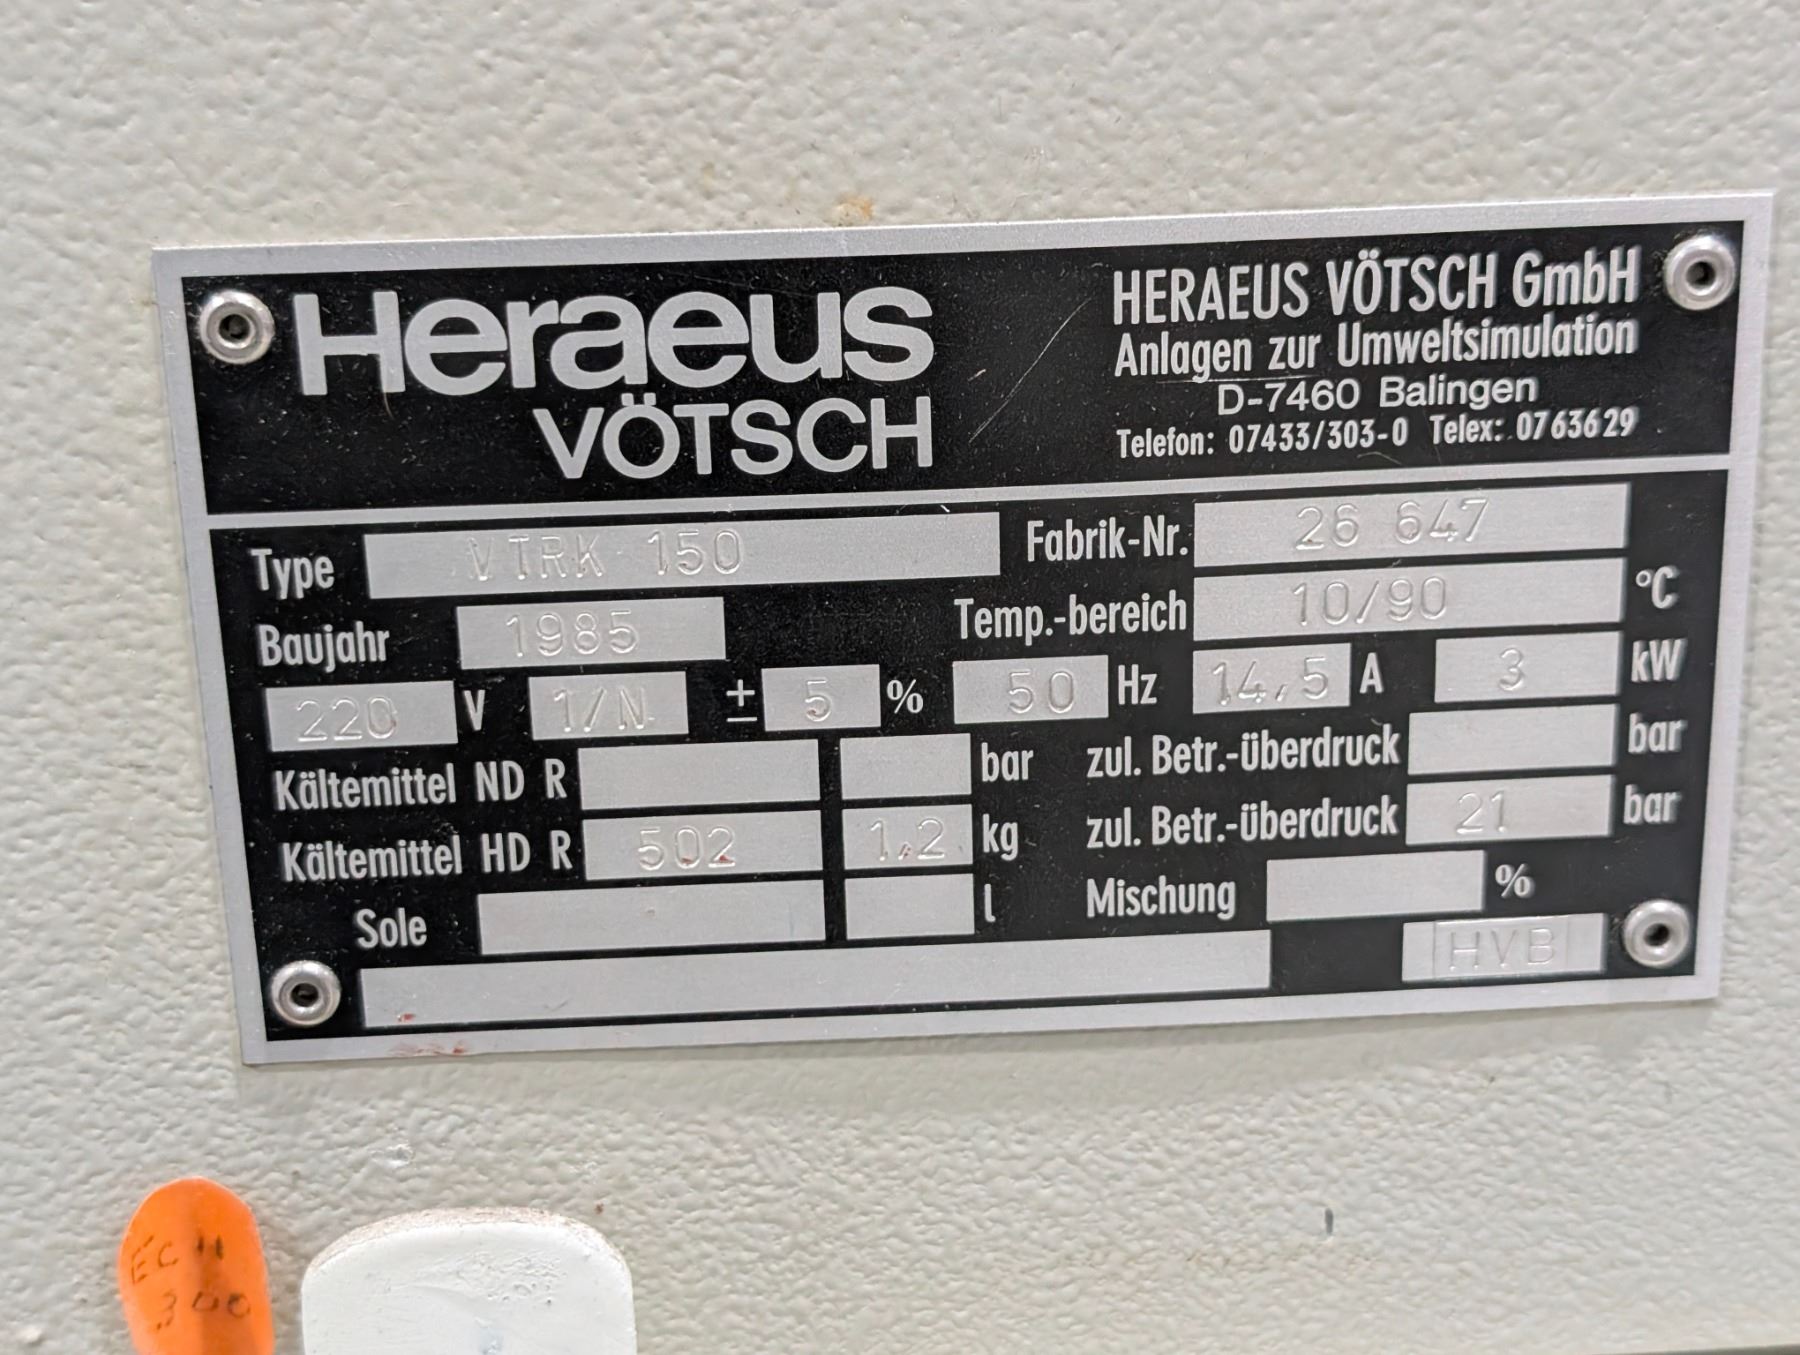 Heraeus
VÖTSCH
HERAEUS VÖTSCH GmbH
Anlagen zur Umweltsimulation
D-7460 Balingen
Telefon: 07433/303-0 Telex: 0763629
Type VTRK 150 Fabrik-Nr. 26 647
Baujahr 1985 Temp.-bereich 10/90 °C
220 V 1/N ± 5 % 50 Hz 14,5 A 3 kW
Kältemittel ND R bar zul. Betr.-überdruck bar
Kältemittel HD R 502 1,2 kg zul. Betr.-überdruck 21 bar
Sole l Mischung %
HVB
ECH
300